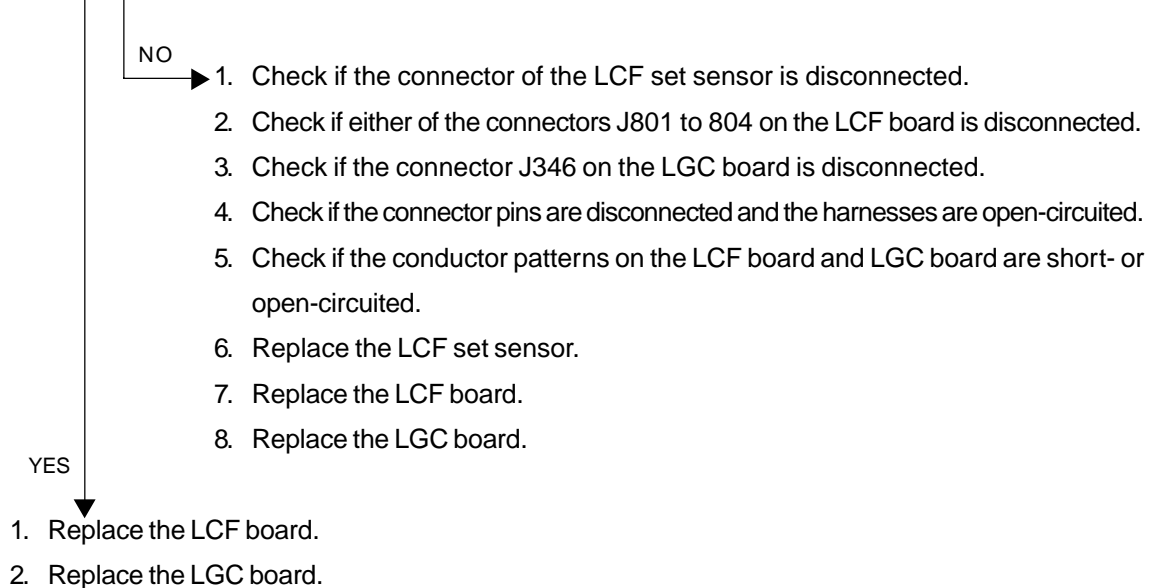 NO
1. Check if the connector of the LCF set sensor is disconnected.
2. Check if either of the connectors J801 to 804 on the LCF board is disconnected.
3. Check if the connector J346 on the LGC board is disconnected.
4. Check if the connector pins are disconnected and the harnesses are open-circuited.
5. Check if the conductor patterns on the LCF board and LGC board are short- or
open-circuited.
6. Replace the LCF set sensor.
7. Replace the LCF board.
8. Replace the LGC board.
YES
1. Replace the LCF board.
2. Replace the LGC board.